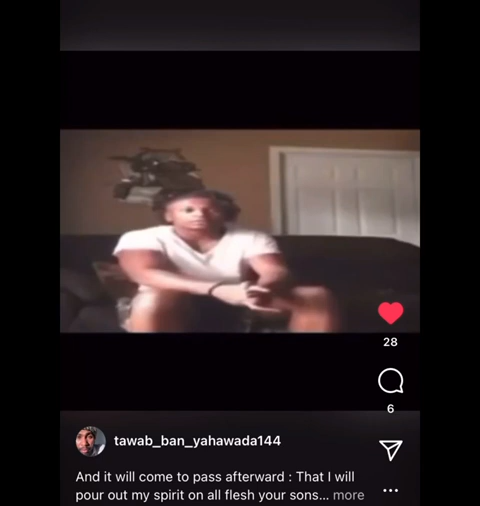 28
6
tawab_ban_yahawada144
And it will come to pass afterward : That I will
pour out my spirit on all flesh your sons... more